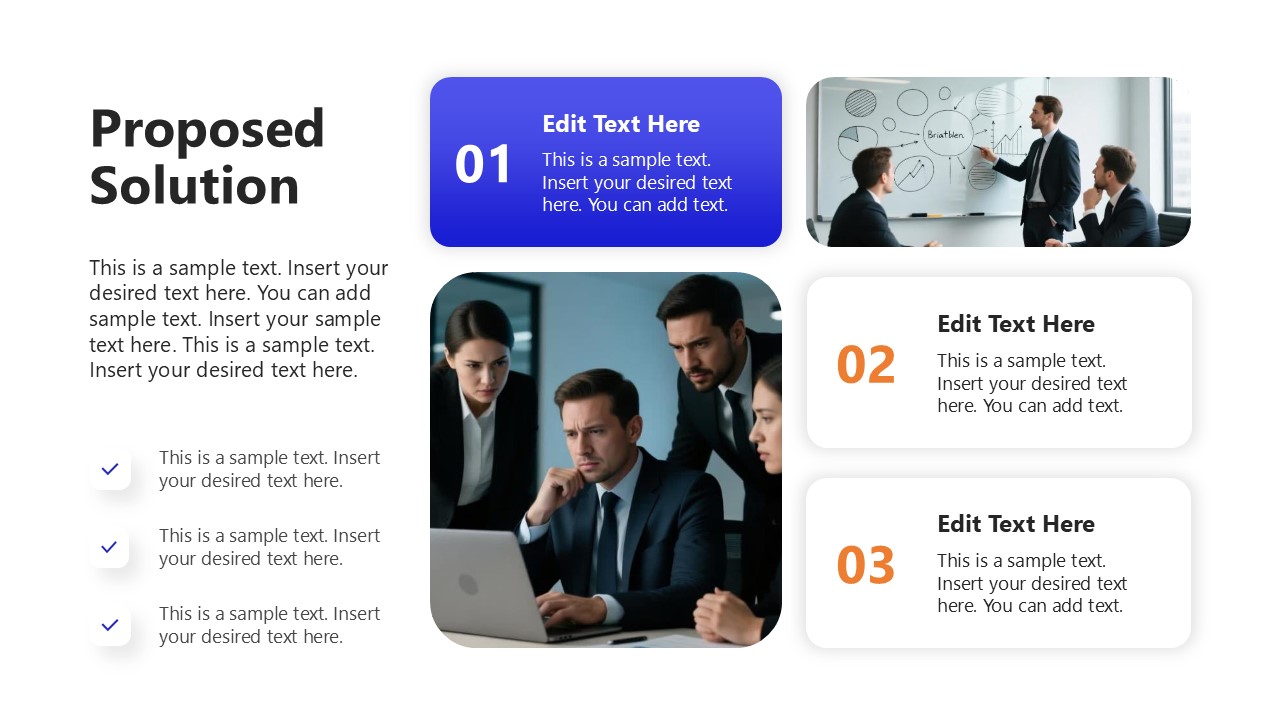 Proposed
Solution
This is a sample text. Insert your
desired text here. You can add
sample text. Insert your sample
text here. This is a sample text.
Insert your desired text here.
This is a sample text. Insert
your desired text here.
This is a sample text. Insert
your desired text here.
This is a sample text. Insert
your desired text here.
01
Edit Text Here
This is a sample text.
Insert your desired text
here. You can add text.
Briathlen
02
Edit Text Here
This is a sample text.
Insert your desired text
here. You can add text.
03
Edit Text Here
This is a sample text.
Insert your desired text
here. You can add text.